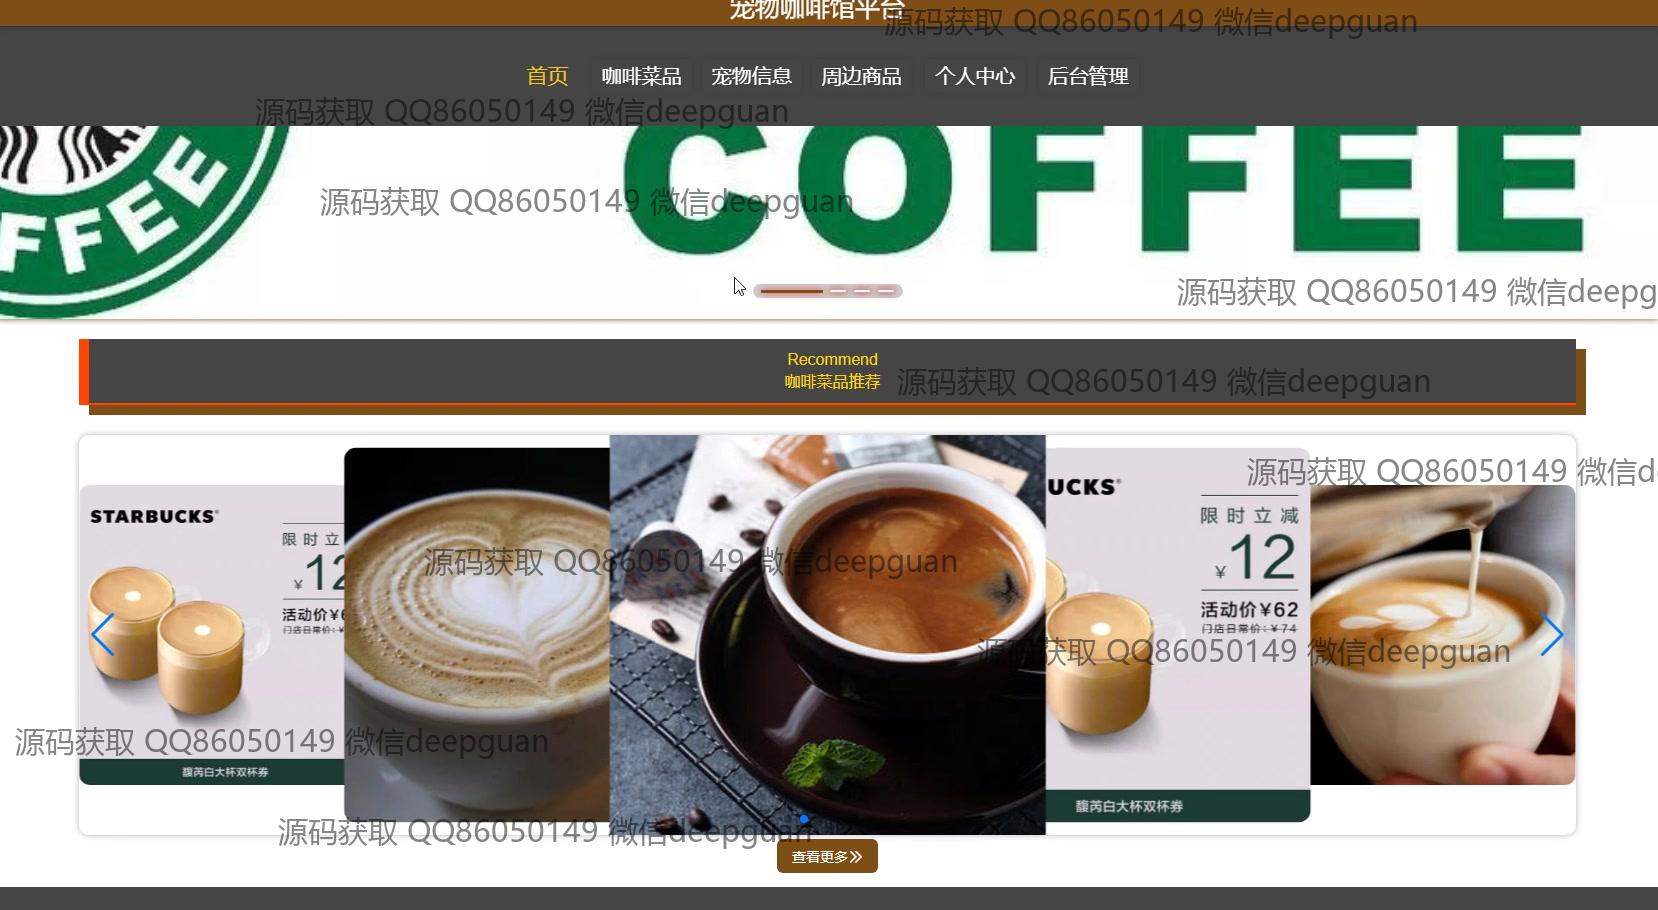 宠物咖啡馆平台
源码获取 QQ86050149 微信deepguan
首页 咖啡菜品 宠物信息 周边商品 个人中心 后台管理
源码获取 QQ86050149 微信deepguan
COFFEE
COFFEE
源码获取 QQ86050149 微信deepguan
源码获取 QQ86050149 微信deepg
Recommend
咖啡菜品推荐
源码获取 QQ86050149 微信deepguan
源码获取 QQ86050149 微信d
STARBUCKS
限时立
¥12
活动价¥6
门店日常价:¥
UCKS
限时立减
¥12
活动价¥62
门店日常价:¥74
源码获取 QQ86050149 微信deepguan
源码获取 QQ86050149 微信deepguan
源码获取 QQ86050149 微信deepguan
馥芮白大杯双杯券
馥芮白大杯双杯券
源码获取 QQ86050149 微信deepguan
查看更多